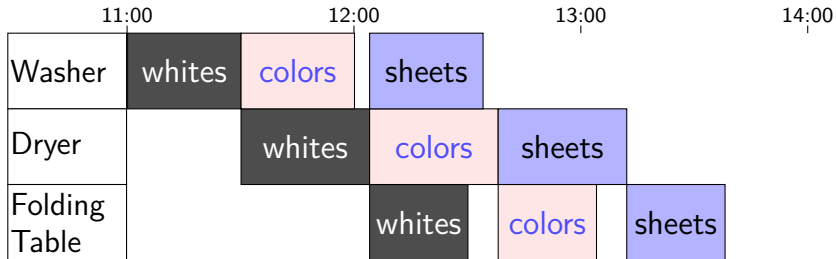 11:00 12:00 13:00 14:00
Washer whites colors sheets
Dryer whites colors sheets
Folding
Table whites colors sheets